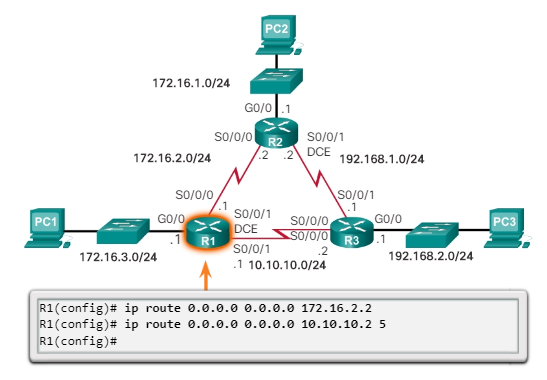 PC2
172.16.1.0/24
G0/0 .1
S0/0/0 R2 S0/0/1
.2 .2 DCE
172.16.2.0/24
192.168.1.0/24
S0/0/0 .1
S0/0/1 .1
PC1
G0/0 .1
R1
S0/0/1
DCE
S0/0/1
.1 10.10.10.0/24
S0/0/0
S0/0/0
.2
R3
G0/0
.1
PC3
172.16.3.0/24
192.168.2.0/24
R1(config)# ip route 0.0.0.0 0.0.0.0 172.16.2.2
R1(config)# ip route 0.0.0.0 0.0.0.0 10.10.10.2 5
R1(config)#